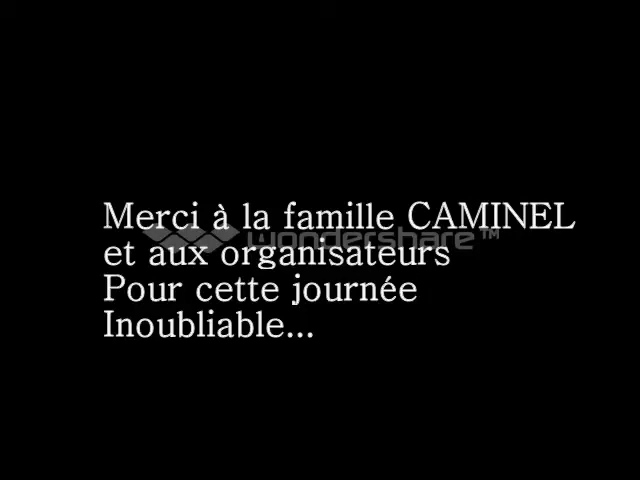 Merci à la famille CAMINEL
wondershare™
et aux organisateurs
Pour cette journée
Inoubliable...